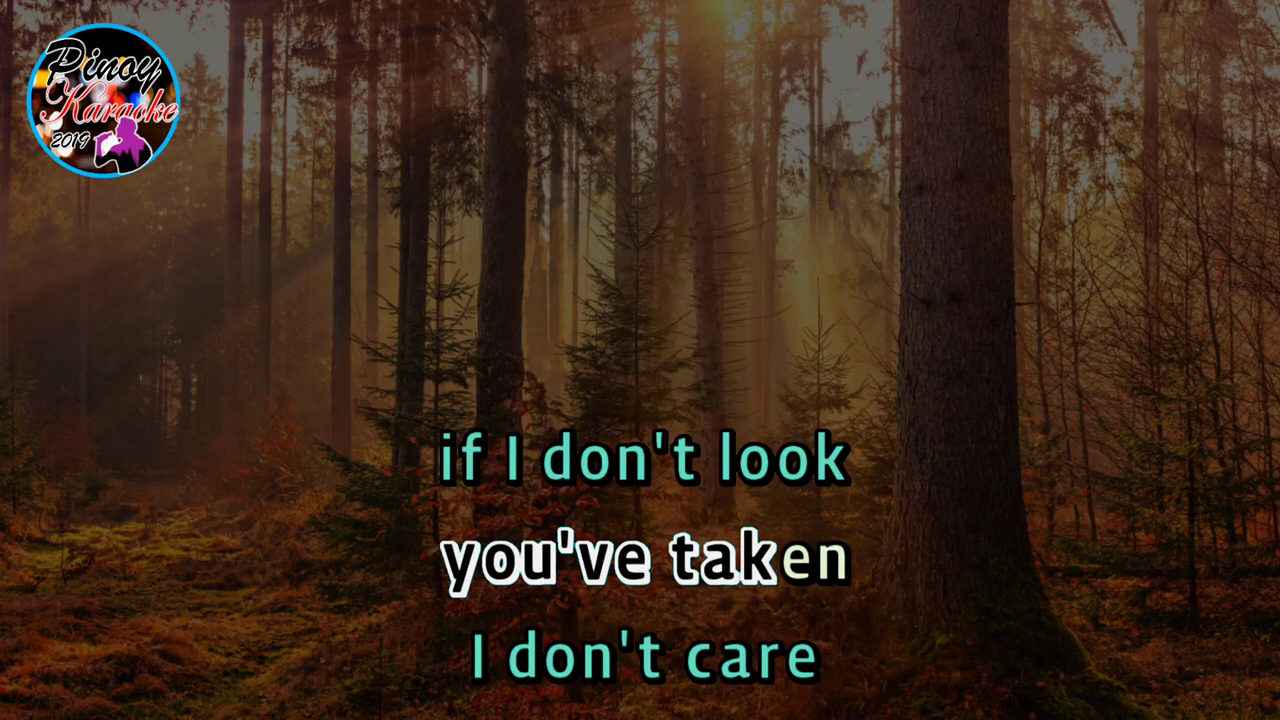 Pinoy
Karaoke
2019
if I don't look
you've taken
I don't care